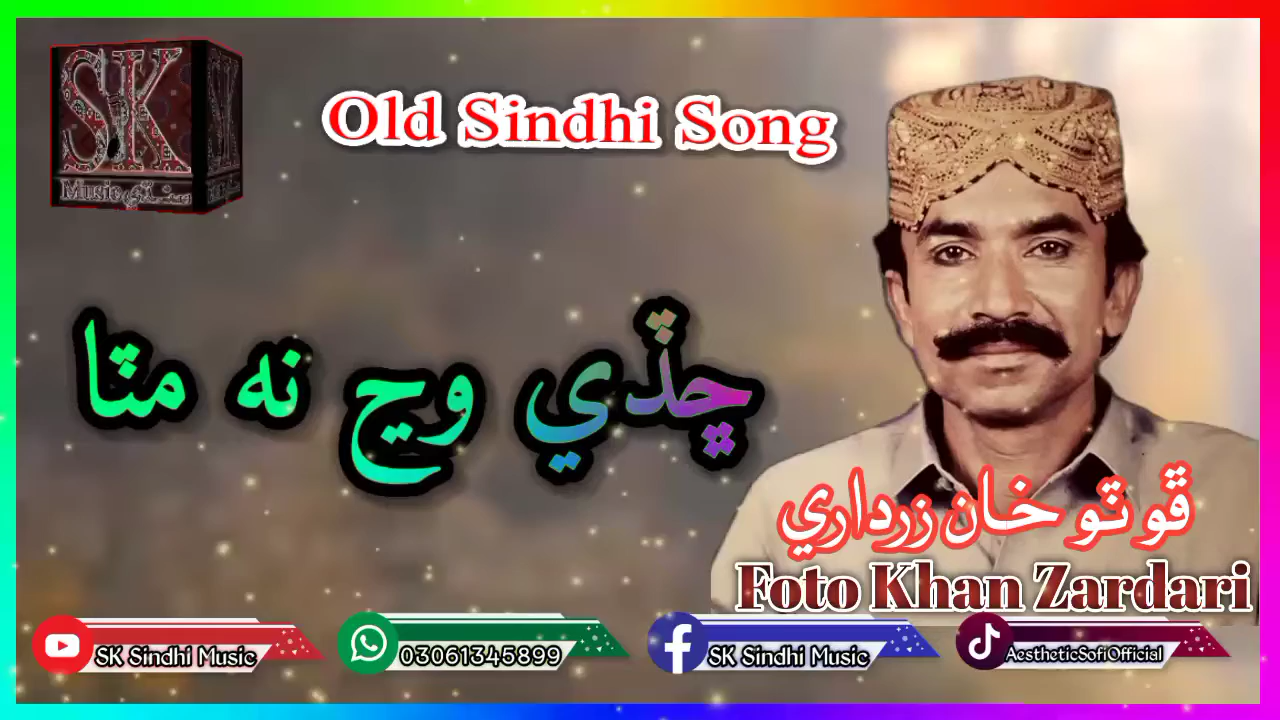 SK
Music سنڌي
Old Sindhi Song
ڇڏي وڃ نه مٺا
ڦوٽو خان زرداري
Foto Khan Zardari
SK Sindhi Music
03061345899
SK Sindhi Music
AestheticSofiOfficial